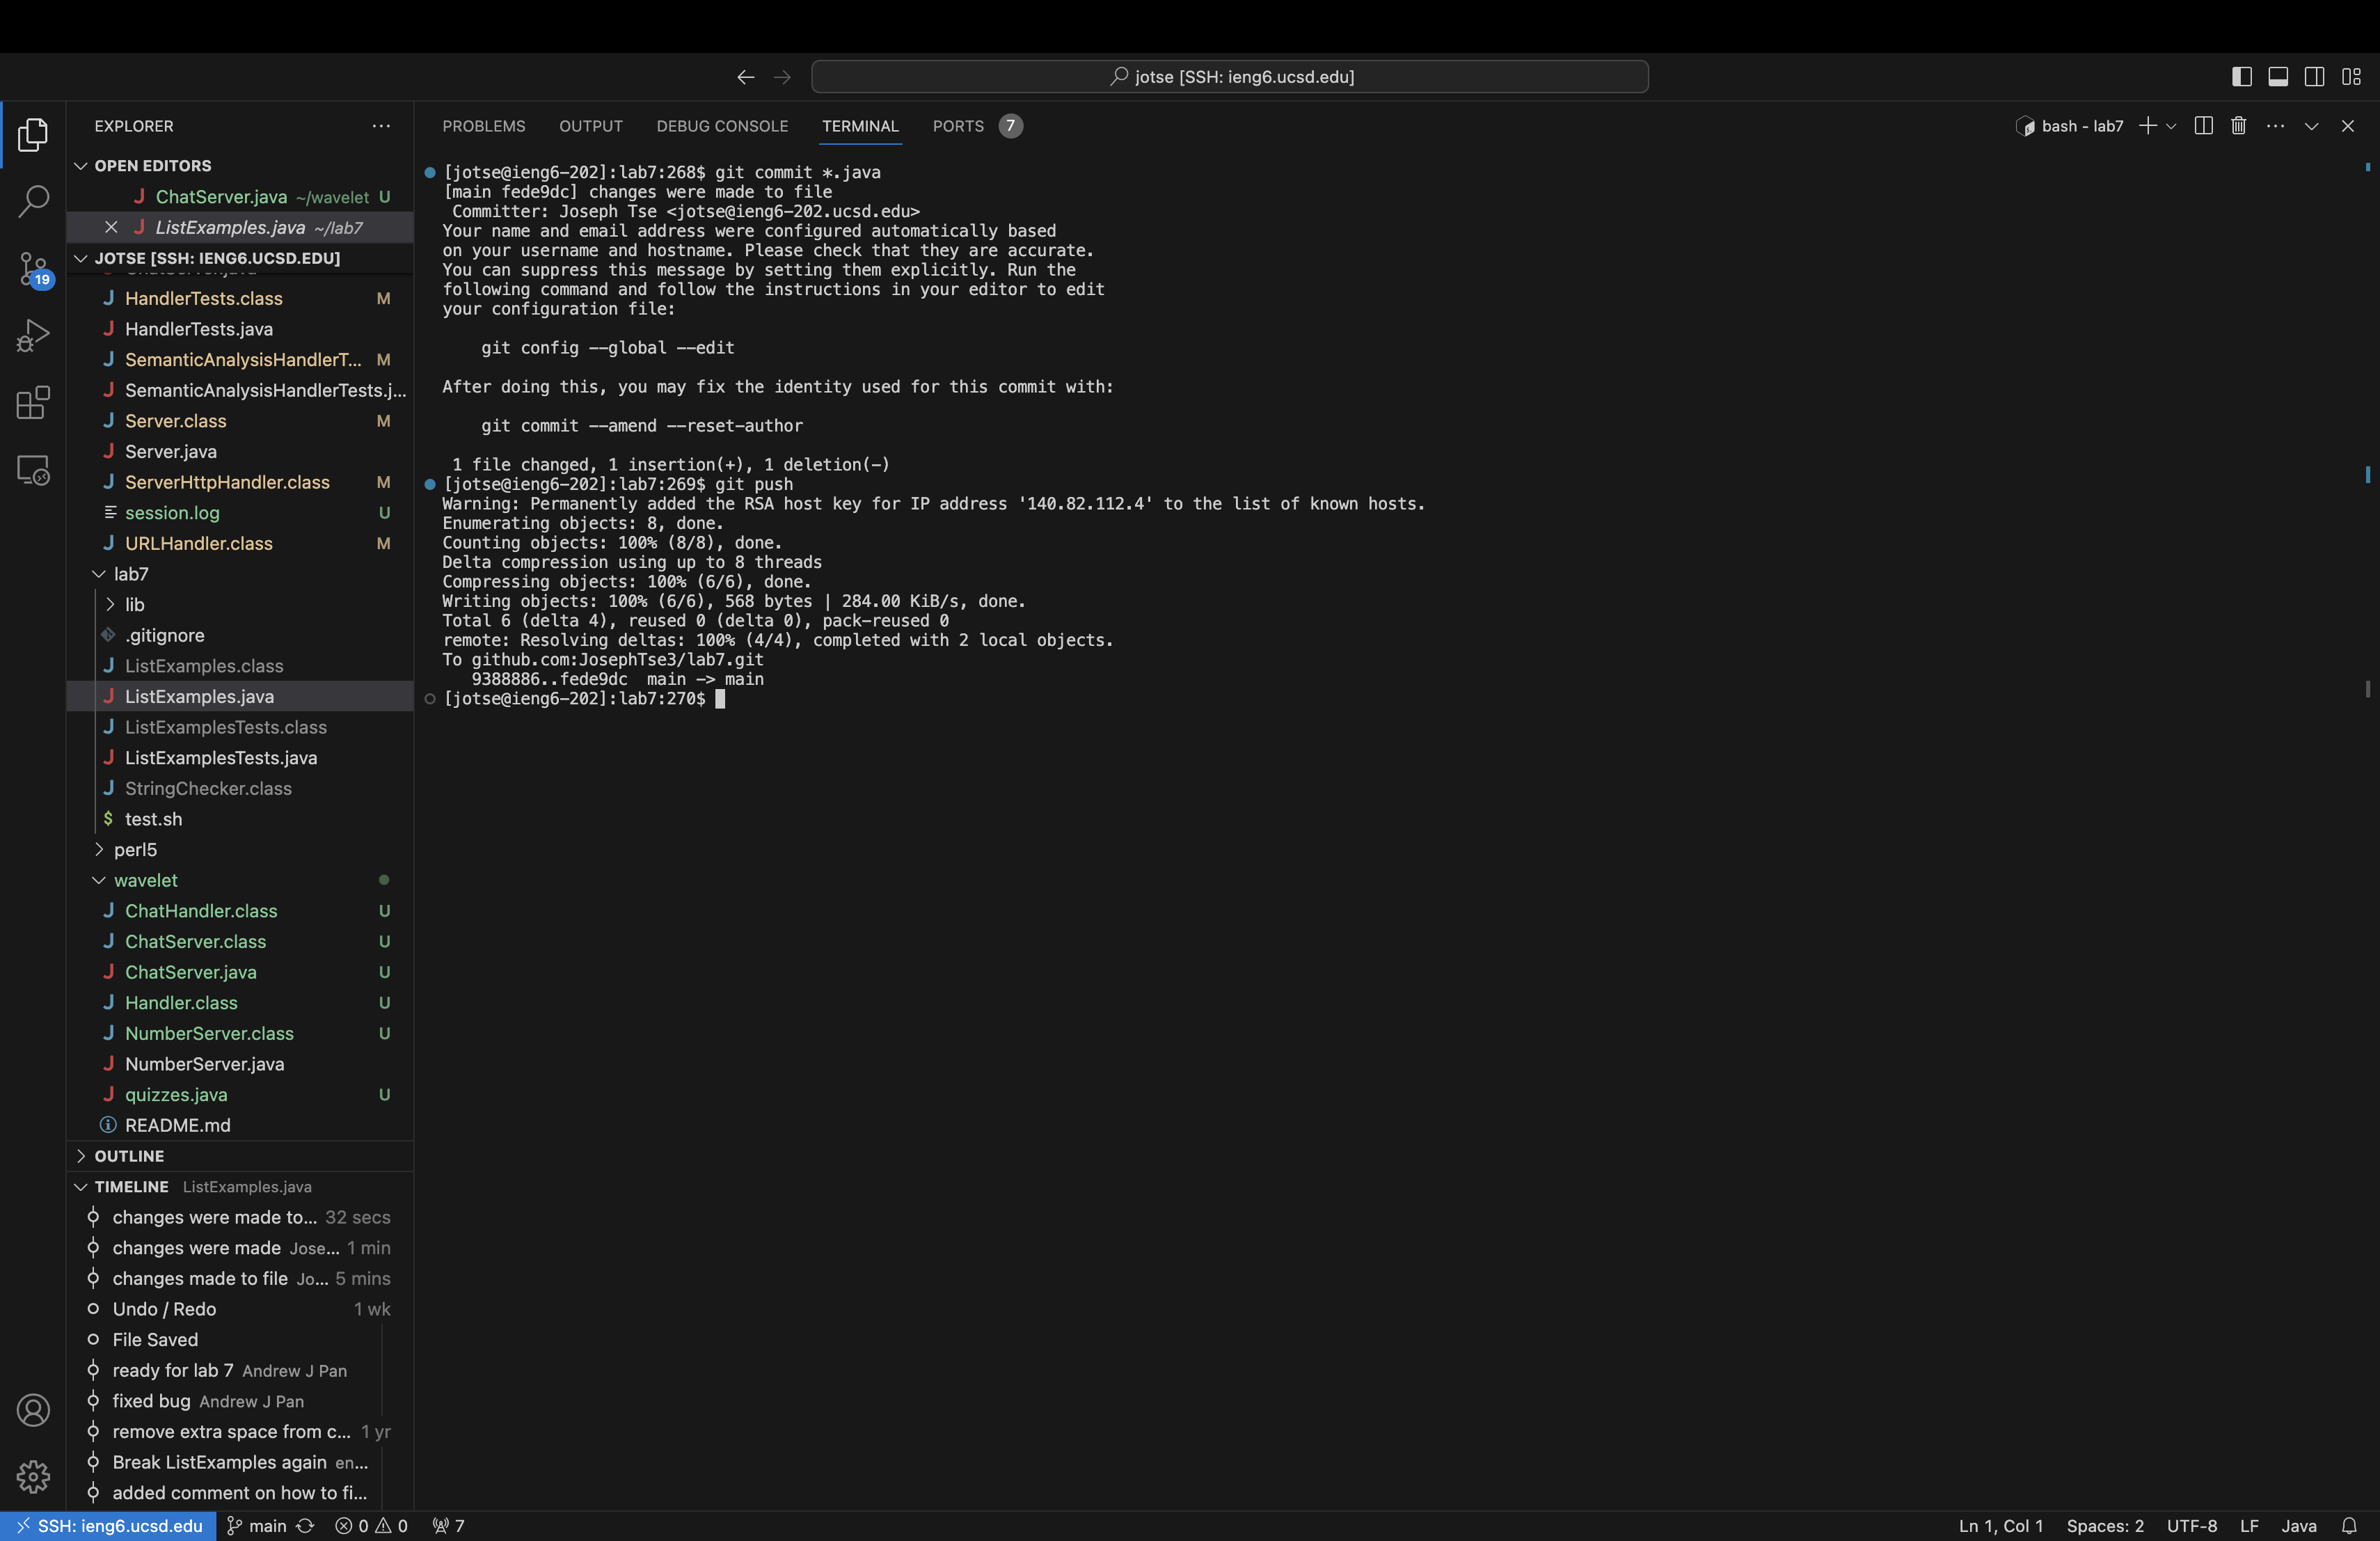 jotse [SSH: ieng6.ucsd.edu]
EXPLORER
OPEN EDITORS
ChatServer.java ~/wavelet U
ListExamples.java ~/lab7
JOTSE [SSH: IENG6.UCSD.EDU]
HandlerTests.class M
HandlerTests.java
SemanticAnalysisHandlerT... M
SemanticAnalysisHandlerTests.j...
Server.class M
Server.java
ServerHttpHandler.class M
session.log U
URLHandler.class M
lab7
lib
.gitignore
ListExamples.class
ListExamples.java
ListExamplesTests.class
ListExamplesTests.java
StringChecker.class
$ test.sh
perl5
wavelet
ChatHandler.class U
ChatServer.class U
ChatServer.java U
Handler.class U
NumberServer.class U
NumberServer.java
quizzes.java U
README.md
OUTLINE
TIMELINE ListExamples.java
changes were made to... 32 secs
changes were made Jose... 1 min
changes made to file Jo... 5 mins
Undo / Redo 1 wk
File Saved
ready for lab 7 Andrew J Pan
fixed bug Andrew J Pan
remove extra space from c... 1 yr
Break ListExamples again en...
added comment on how to fi...
19
PROBLEMS OUTPUT DEBUG CONSOLE TERMINAL PORTS 7
bash - lab7
[jotse@ieng6-202]:lab7:268$ git commit *.java
[main fede9dc] changes were made to file
Committer: Joseph Tse <jotse@ieng6-202.ucsd.edu>
Your name and email address were configured automatically based
on your username and hostname. Please check that they are accurate.
You can suppress this message by setting them explicitly. Run the
following command and follow the instructions in your editor to edit
your configuration file:
git config --global --edit
After doing this, you may fix the identity used for this commit with:
git commit --amend --reset-author
1 file changed, 1 insertion(+), 1 deletion(-)
[jotse@ieng6-202]:lab7:269$ git push
Warning: Permanently added the RSA host key for IP address '140.82.112.4' to the list of known hosts.
Enumerating objects: 8, done.
Counting objects: 100% (8/8), done.
Delta compression using up to 8 threads
Compressing objects: 100% (6/6), done.
Writing objects: 100% (6/6), 568 bytes | 284.00 KiB/s, done.
Total 6 (delta 4), reused 0 (delta 0), pack-reused 0
remote: Resolving deltas: 100% (4/4), completed with 2 local objects.
To github.com:JosephTse3/lab7.git
9388886..fede9dc  main -> main
[jotse@ieng6-202]:lab7:270$
SSH: ieng6.ucsd.edu main 0 0 7
Ln 1, Col 1 Spaces: 2 UTF-8 LF Java